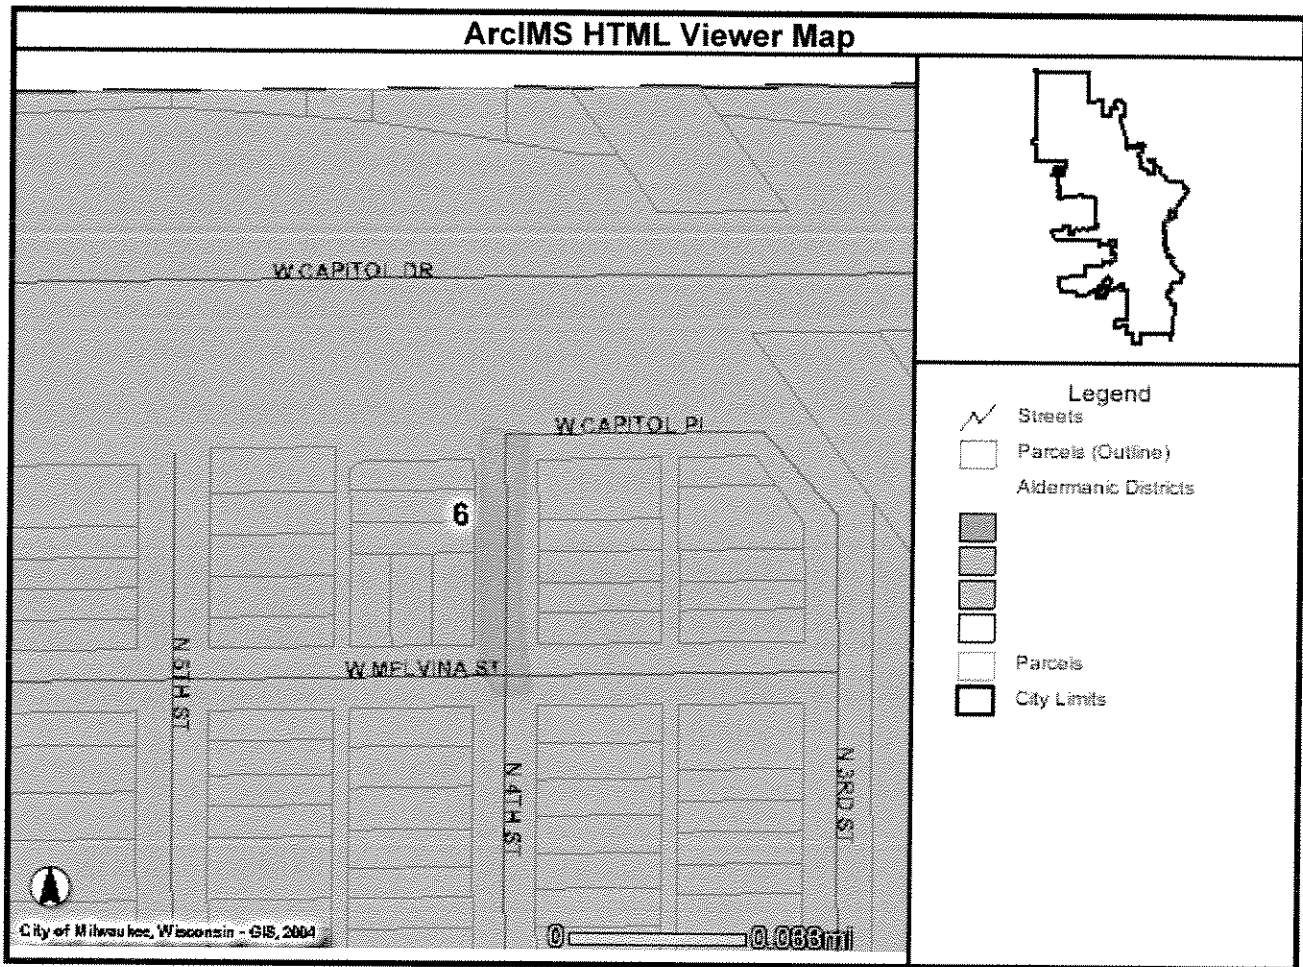 ArcIMS HTML Viewer Map
W CAPITOL DR
W CAPITOL Pl
6
W MELVINA ST
N 5TH ST
N 4TH ST
N 3RD ST
City of Milwaukee, Wisconsin - GIS, 2004
0 0.088mi
Legend
Streets
Parcels (Outline)
Aldermanic Districts
Parcels
City Limits